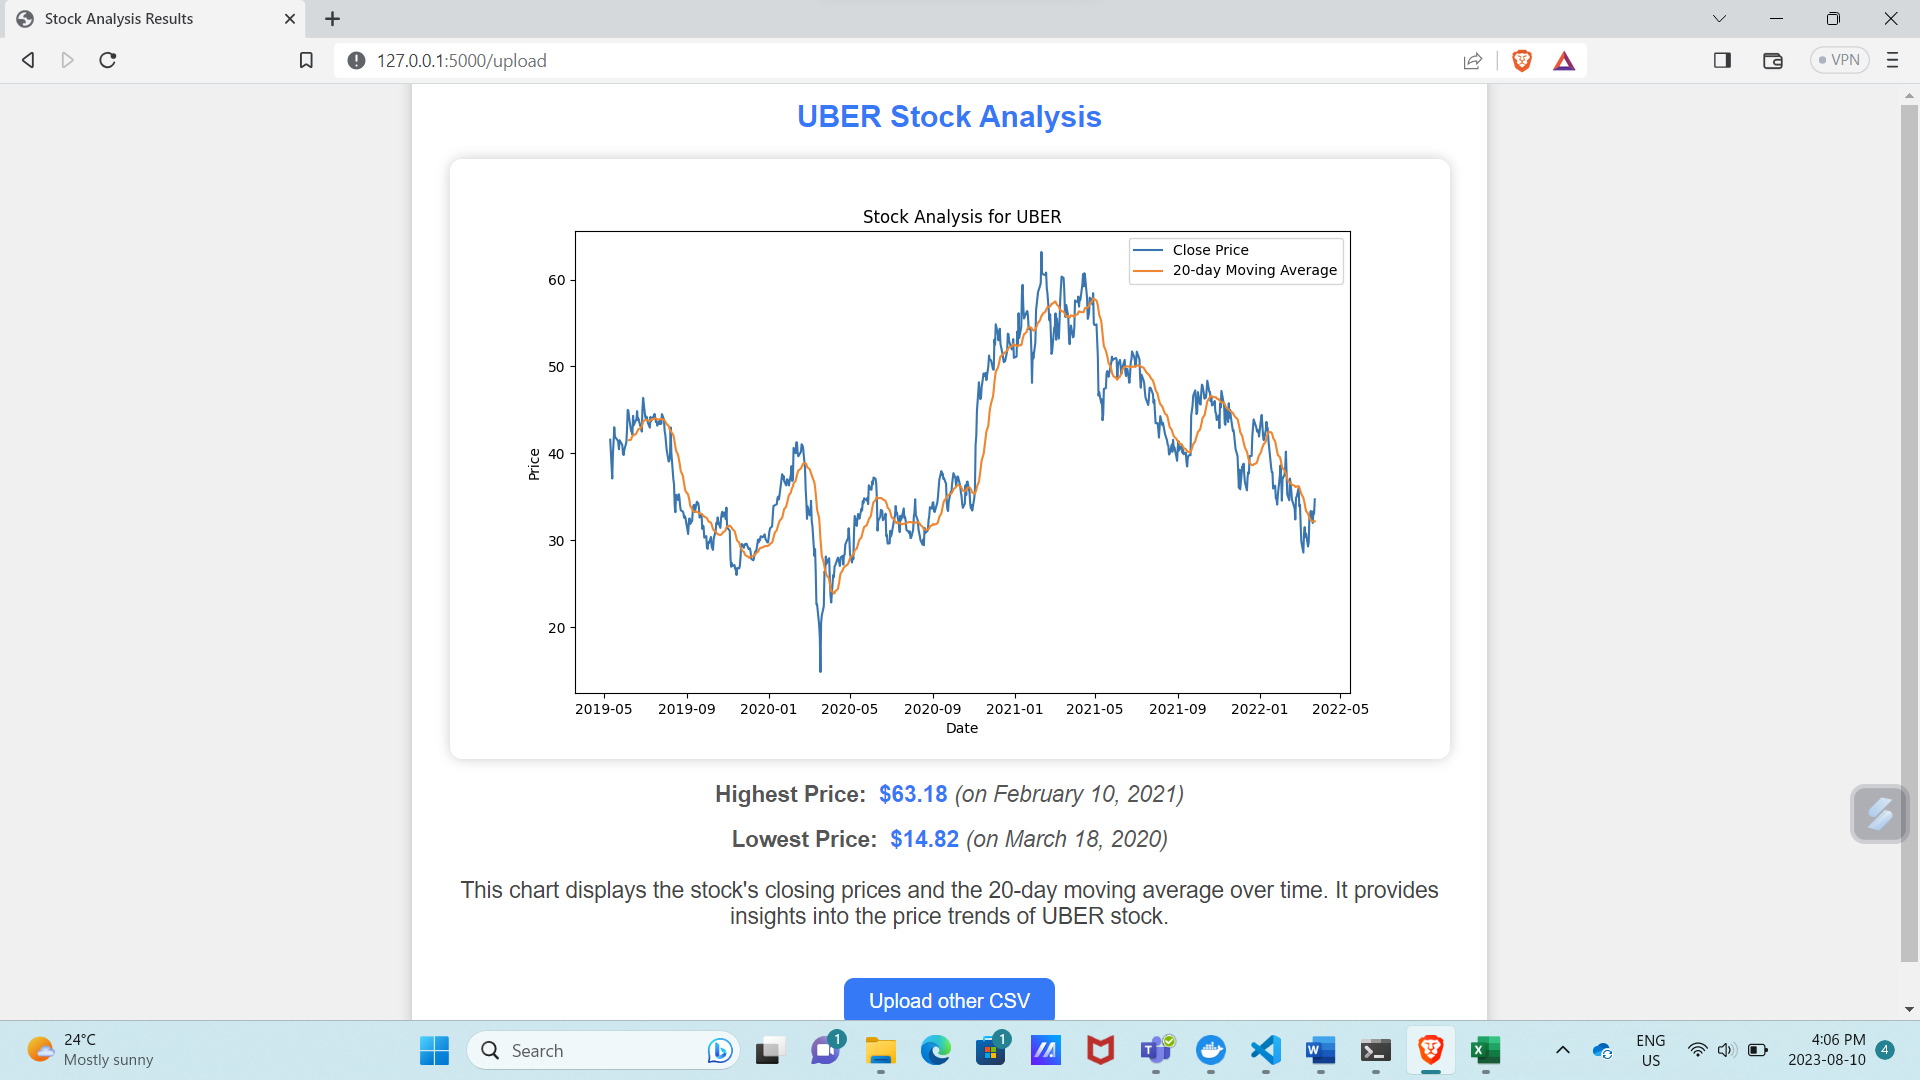 Stock Analysis Results
127.0.0.1:5000/upload
VPN
UBER Stock Analysis
Stock Analysis for UBER
Close Price
20-day Moving Average
60
50
40
30
20
Price
2019-05 2019-09 2020-01 2020-05 2020-09 2021-01 2021-05 2021-09 2022-01 2022-05
Date
Highest Price: $63.18 (on February 10, 2021)
Lowest Price: $14.82 (on March 18, 2020)
This chart displays the stock's closing prices and the 20-day moving average over time. It provides
insights into the price trends of UBER stock.
Upload other CSV
24°C
Mostly sunny
Search
1
1
ENG
US
4:06 PM
2023-08-10
4